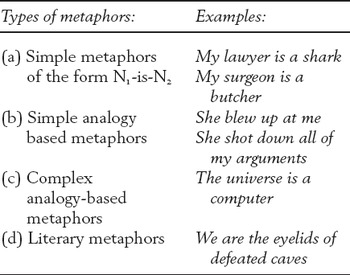 Types of metaphors: Examples:
(a) Simple metaphors My lawyer is a shark
of the form N₁-is-N₂ My surgeon is a
butcher
(b) Simple analogy She blew up at me
based metaphors She shot down all of
my arguments
(c) Complex The universe is a
analogy-based computer
metaphors
(d) Literary metaphors We are the eyelids of
defeated caves